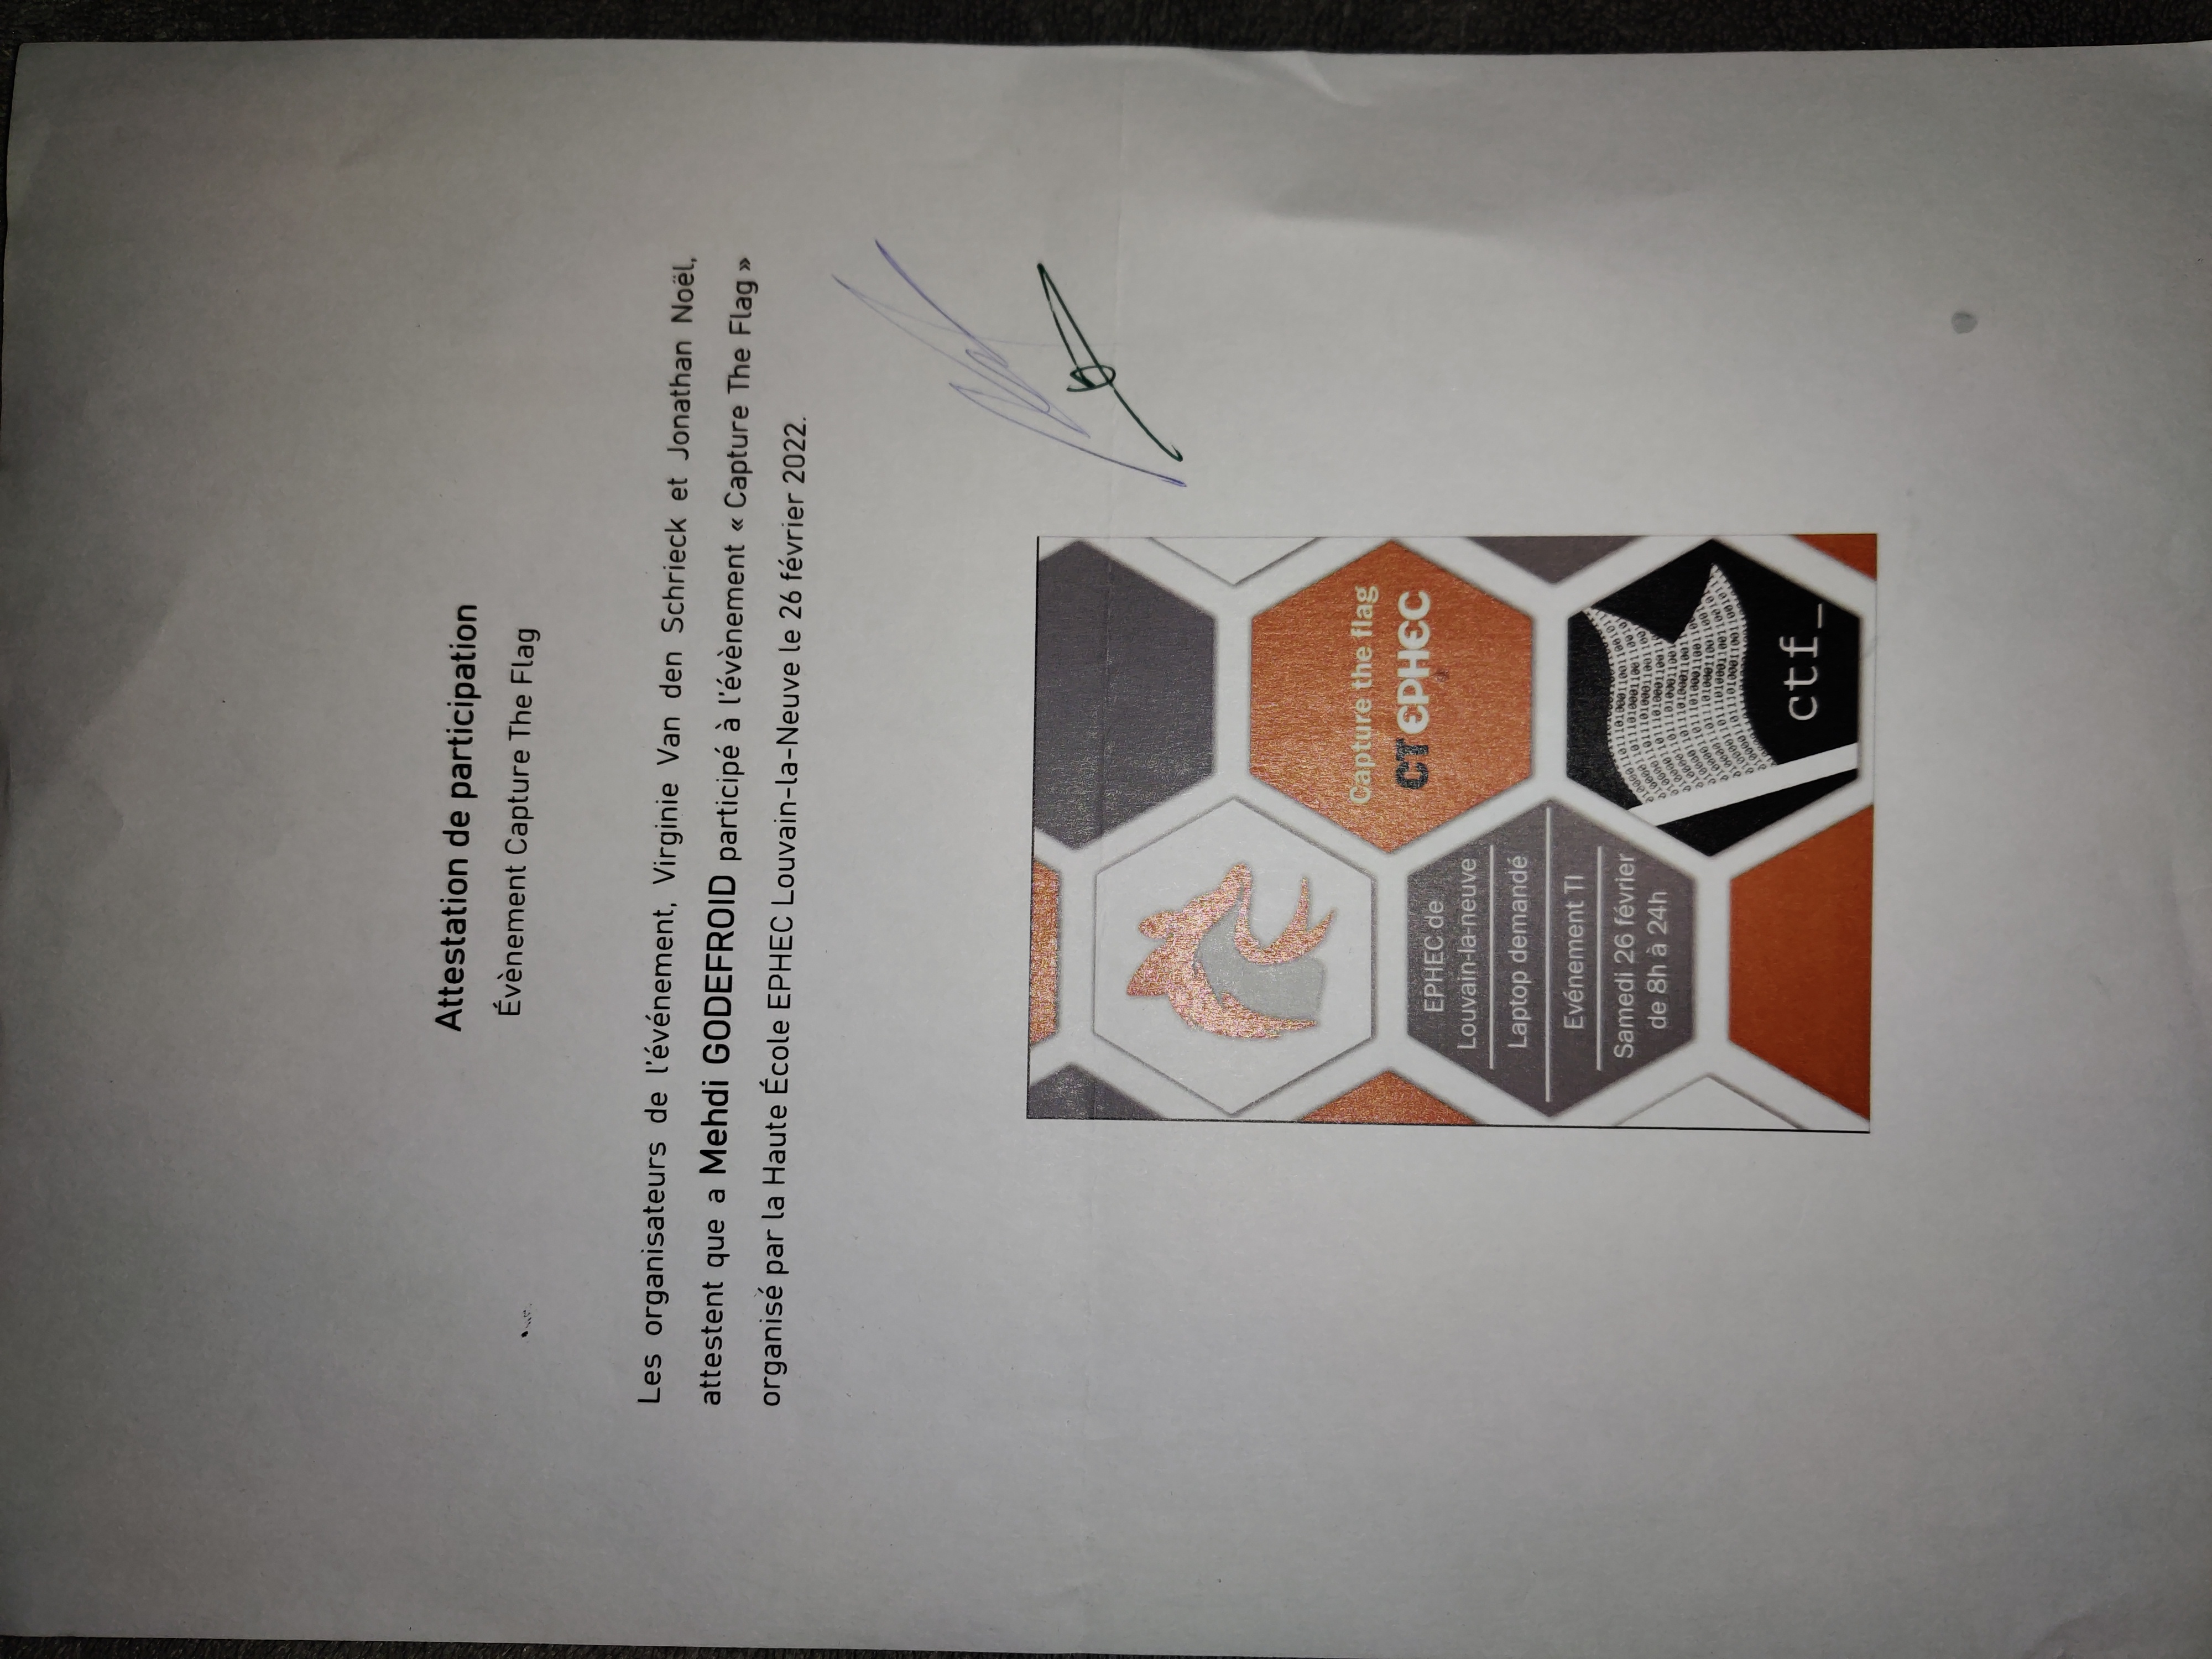 Attestation de participation
Évènement Capture The Flag
Les organisateurs de l'événement, Virginie Van den Schrieck et Jonathan Noël,
attestent que a Mehdi GODEFROID participé à l'évènement « Capture The Flag »
organisé par la Haute École EPHEC Louvain-la-Neuve le 26 février 2022.
Capture the flag
CTEPHEC
EPHEC de
Louvain-la-neuve
Laptop demandé
Evénement TI
Samedi 26 février
de 8h à 24h
ctf_